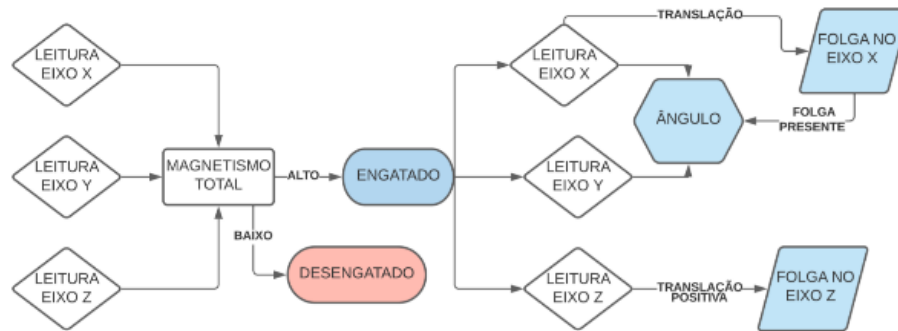 LEITURA
EIXO X
LEITURA
EIXO Y
LEITURA
EIXO Z
MAGNETISMO
TOTAL
ALTO
BAIXO
ENGATADO
DESENGATADO
LEITURA
EIXO X
TRANSLAÇÃO
FOLGA NO
EIXO X
ÂNGULO
FOLGA
PRESENTE
LEITURA
EIXO Y
LEITURA
EIXO Z
TRANSLAÇÃO
POSITIVA
FOLGA NO
EIXO Z